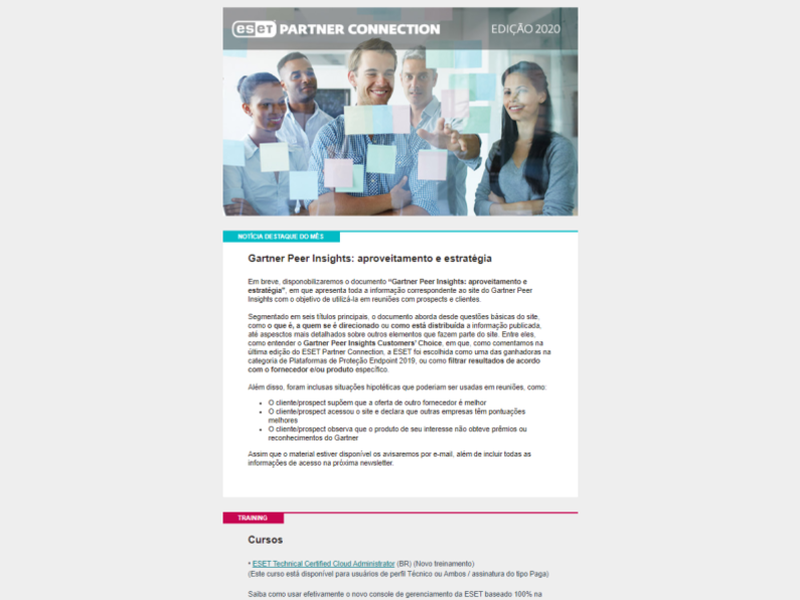 eset PARTNER CONNECTION EDIÇÃO 2020
NOTÍCIA DESTAQUE DO MÊS
Gartner Peer Insights: aproveitamento e estratégia
Em breve, disponobilizaremos o documento “Gartner Peer Insights: aproveitamento e
estratégia”, em que apresenta toda a informação correspondente ao site do Gartner Peer
Insights com o objetivo de utilizá-la em reuniões com prospects e clientes.
Segmentado em seis títulos principais, o documento aborda desde questões básicas do site,
como o que é, a quem se é direcionado ou como está distribuída a informação publicada,
até aspesctos mais detalhados sobre outros elementos que fazem parte do site. Entre eles,
como entender o Gartner Peer Insights Customers' Choice, em que, como comentamos na
última edição do ESET Partner Connection, a ESET foi escolhida como uma das ganhadoras na
categoria de Plataformas de Proteção Endpoint 2019, ou como filtrar resultados de acordo
com o fornecedor e/ou produto específico.
Além disso, foram inclusas situações hipotéticas que poderiam ser usadas em reuniões, como:
• O cliente/prospect supõem que a oferta de outro fornecedor é melhor
• O cliente/prospect acessou o site e declara que outras empresas têm pontuações
melhores
• O cliente/prospect observa que o produto de seu interesse não obteve prêmios ou
reconhecimentos do Gartner
Assim que o material estiver disponível os avisaremos por e-mail, além de incluir todas as
informações de acesso na próxima newsletter.
TRAINING
Cursos
• ESET Technical Certified Cloud Administrator (BR) (Novo treinamento)
(Este curso está disponível para usuários de perfil Técnico ou Ambos / assinatura do tipo Paga)
Saiba como usar efetivamente o novo console de gerenciamento da ESET baseado 100% na